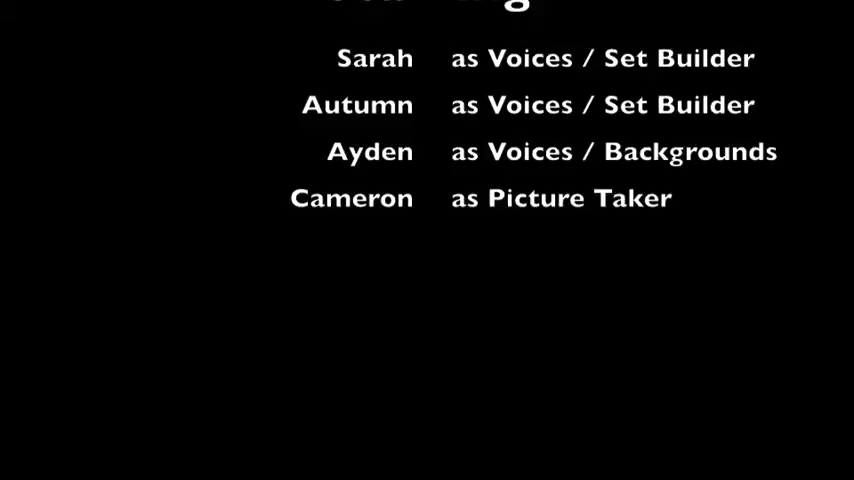 Sarah as Voices / Set Builder
Autumn as Voices / Set Builder
Ayden as Voices / Backgrounds
Cameron as Picture Taker